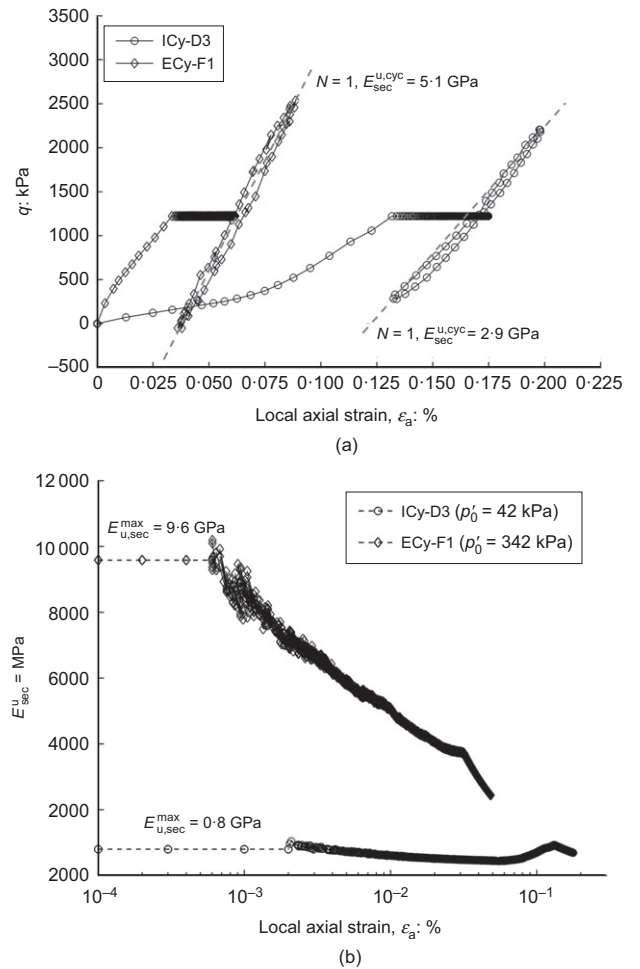 3500
3000
2500
2000
1500
1000
500
0
−500
q: kPa
ICy-D3
ECy-F1
N = 1, E^{u,cyc}_{sec} = 5·1 GPa
N = 1, E^{u,cyc}_{sec} = 2·9 GPa
0 0·025 0·050 0·075 0·100 0·125 0·150 0·175 0·200 0·225
Local axial strain, ε_a: %
(a)
12 000
10 000
8000
6000
4000
2000
2000
E^u_{sec} = MPa
E^{max}_{u,sec} = 9·6 GPa
ICy-D3 (p′_0 = 42 kPa)
ECy-F1 (p′_0 = 342 kPa)
E^{max}_{u,sec} = 0·8 GPa
10^{−4} 10^{−3} 10^{−2} 10^{−1}
Local axial strain, ε_a: %
(b)